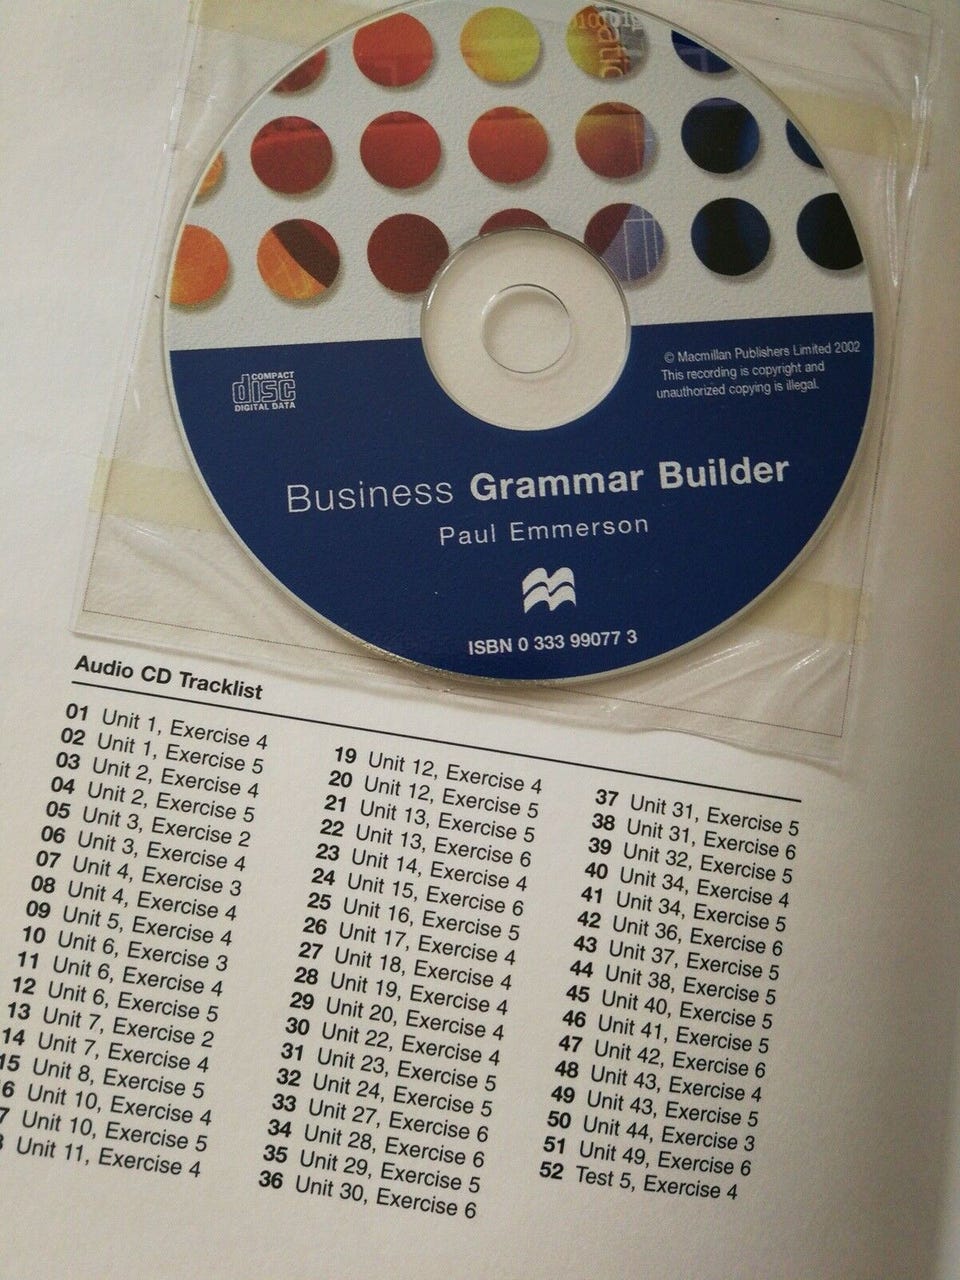 COMPACT
disc
DIGITAL DATA
© Macmillan Publishers Limited 2002
This recording is copyright and
unauthorized copying is illegal.
Business Grammar Builder
Paul Emmerson
ISBN 0 333 99077 3
Audio CD Tracklist
01 Unit 1, Exercise 4
02 Unit 1, Exercise 5
03 Unit 2, Exercise 4
04 Unit 2, Exercise 5
05 Unit 3, Exercise 2
06 Unit 3, Exercise 4
07 Unit 4, Exercise 3
08 Unit 4, Exercise 4
09 Unit 5, Exercise 4
10 Unit 6, Exercise 3
11 Unit 6, Exercise 4
12 Unit 6, Exercise 5
13 Unit 7, Exercise 2
14 Unit 7, Exercise 4
15 Unit 8, Exercise 5
6 Unit 10, Exercise 4
7 Unit 10, Exercise 5
Unit 11, Exercise 4
19 Unit 12, Exercise 4
20 Unit 12, Exercise 5
21 Unit 13, Exercise 5
22 Unit 13, Exercise 6
23 Unit 14, Exercise 4
24 Unit 15, Exercise 6
25 Unit 16, Exercise 5
26 Unit 17, Exercise 4
27 Unit 18, Exercise 4
28 Unit 19, Exercise 4
29 Unit 20, Exercise 4
30 Unit 22, Exercise 4
31 Unit 23, Exercise 5
32 Unit 24, Exercise 5
33 Unit 27, Exercise 6
34 Unit 28, Exercise 6
35 Unit 29, Exercise 5
36 Unit 30, Exercise 6
37 Unit 31, Exercise 5
38 Unit 31, Exercise 6
39 Unit 32, Exercise 5
40 Unit 34, Exercise 4
41 Unit 34, Exercise 5
42 Unit 36, Exercise 6
43 Unit 37, Exercise 5
44 Unit 38, Exercise 5
45 Unit 40, Exercise 5
46 Unit 41, Exercise 5
47 Unit 42, Exercise 6
48 Unit 43, Exercise 4
49 Unit 43, Exercise 5
50 Unit 44, Exercise 3
51 Unit 49, Exercise 6
52 Test 5, Exercise 4